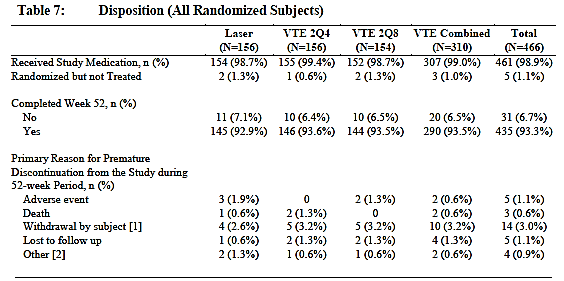 Table 7: Disposition (All Randomized Subjects)
Laser VTE 2Q4 VTE 2Q8 VTE Combined Total
(N=156) (N=156) (N=154) (N=310) (N=466)
Received Study Medication, n (%) 154 (98.7%) 155 (99.4%) 152 (98.7%) 307 (99.0%) 461 (98.9%)
Randomized but not Treated 2 (1.3%) 1 (0.6%) 2 (1.3%) 3 (1.0%) 5 (1.1%)
Completed Week 52, n (%)
No 11 (7.1%) 10 (6.4%) 10 (6.5%) 20 (6.5%) 31 (6.7%)
Yes 145 (92.9%) 146 (93.6%) 144 (93.5%) 290 (93.5%) 435 (93.3%)
Primary Reason for Premature
Discontinuation from the Study during
52-week Period, n (%)
Adverse event 3 (1.9%) 0 2 (1.3%) 2 (0.6%) 5 (1.1%)
Death 1 (0.6%) 2 (1.3%) 0 2 (0.6%) 3 (0.6%)
Withdrawal by subject [1] 4 (2.6%) 5 (3.2%) 5 (3.2%) 10 (3.2%) 14 (3.0%)
Lost to follow up 1 (0.6%) 2 (1.3%) 2 (1.3%) 4 (1.3%) 5 (1.1%)
Other [2] 2 (1.3%) 1 (0.6%) 1 (0.6%) 2 (0.6%) 4 (0.9%)